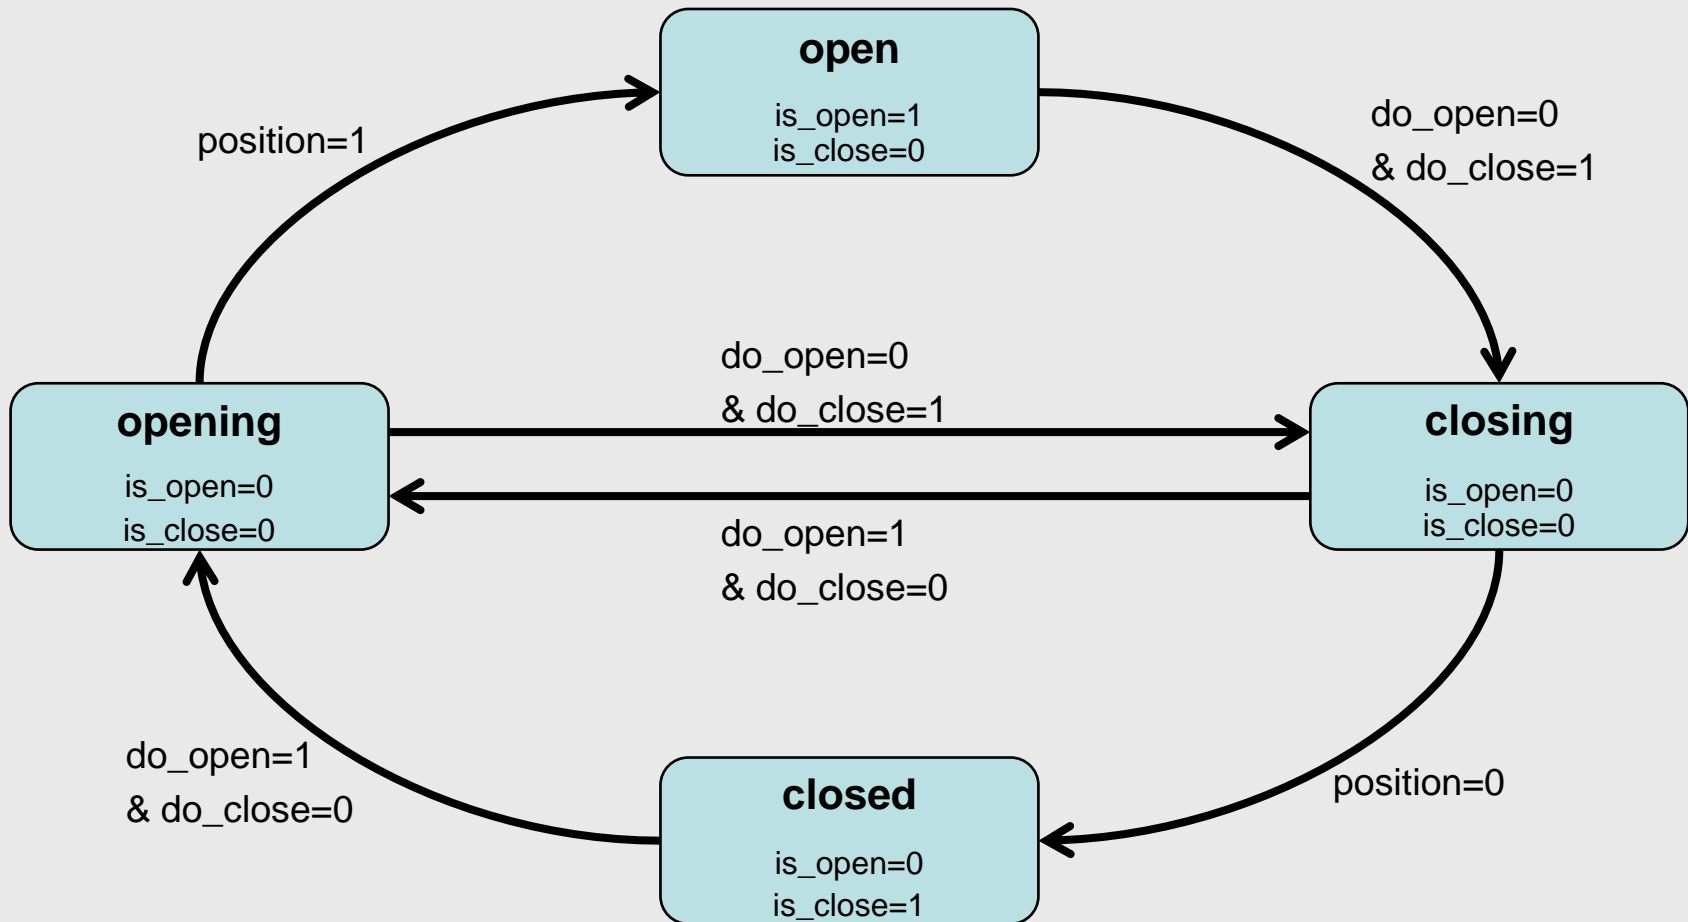 open
is_open=1
is_close=0
do_open=0
& do_close=1
position=1
do_open=0
& do_close=1
opening
is_open=0
is_close=0
closing
is_open=0
is_close=0
do_open=1
& do_close=0
do_open=1
& do_close=0
closed
is_open=0
is_close=1
position=0